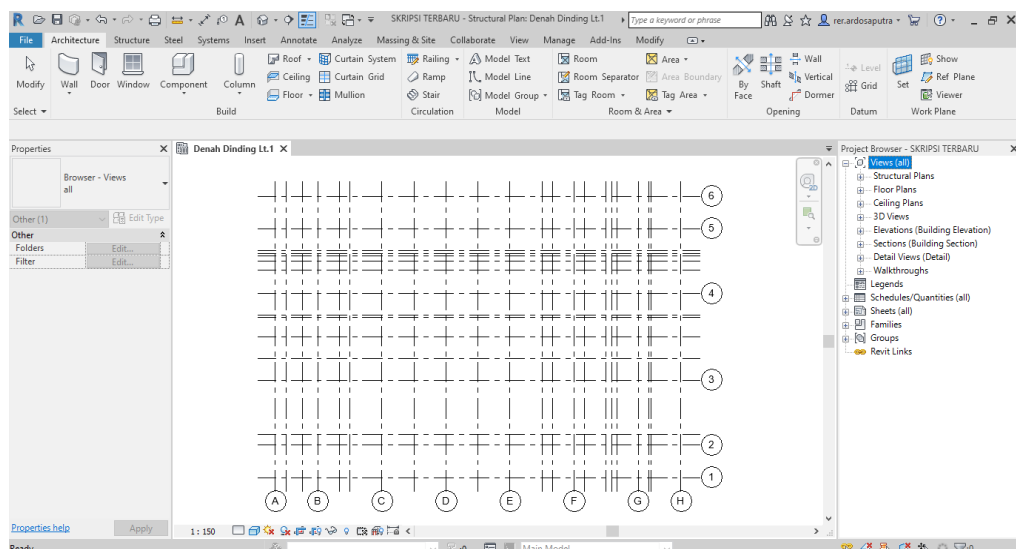 SKRIPSI TERBARU - Structural Plan: Denah Dinding Lt.1
Type a keyword or phrase
rer.ardosaputra
File Architecture Structure Steel Systems Insert Annotate Analyze Massing & Site Collaborate View Manage Add-Ins Modify
Modify Wall Door Window Component Column
Roof Curtain System
Ceiling Curtain Grid
Floor Mullion
Railing
Ramp
Stair
Model Text
Model Line
Model Group
Room Area
Room Separator Area Boundary
Tag Room Tag Area
By Face Shaft
Wall
Vertical
Dormer
Level
Grid
Set
Show
Ref Plane
Viewer
Select Build Circulation Model Room & Area Opening Datum Work Plane
Properties
Browser - Views
all
Other (1) Edit Type
Other
Folders Edit...
Filter Edit...
Properties help Apply
Denah Dinding Lt.1
6
5
4
3
2
1
A B C D E F G H
1 : 150
Project Browser - SKRIPSI TERBARU
Views (all)
Structural Plans
Floor Plans
Ceiling Plans
3D Views
Elevations (Building Elevation)
Sections (Building Section)
Detail Views (Detail)
Walkthroughs
Legends
Schedules/Quantities (all)
Sheets (all)
Families
Groups
Revit Links
Ready
Main Model